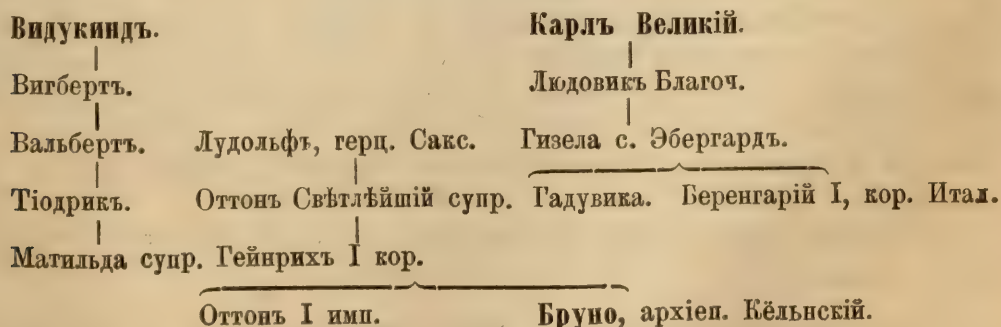 Видукиндъ. Карлъ Великій.
Вигбертъ. Людовикъ Благоч.
Вальбертъ. Лудольфъ, герц. Сакс. Гизела с. Эбергардъ.
Тіодрикъ. Оттонъ Свѣтлѣйшій супр. Гадувика. Беренгарій I, кор. Итал.
Матильда супр. Гейнрихъ I кор.
Оттонъ I имп. Бруно, архіеп. Кёльнскій.